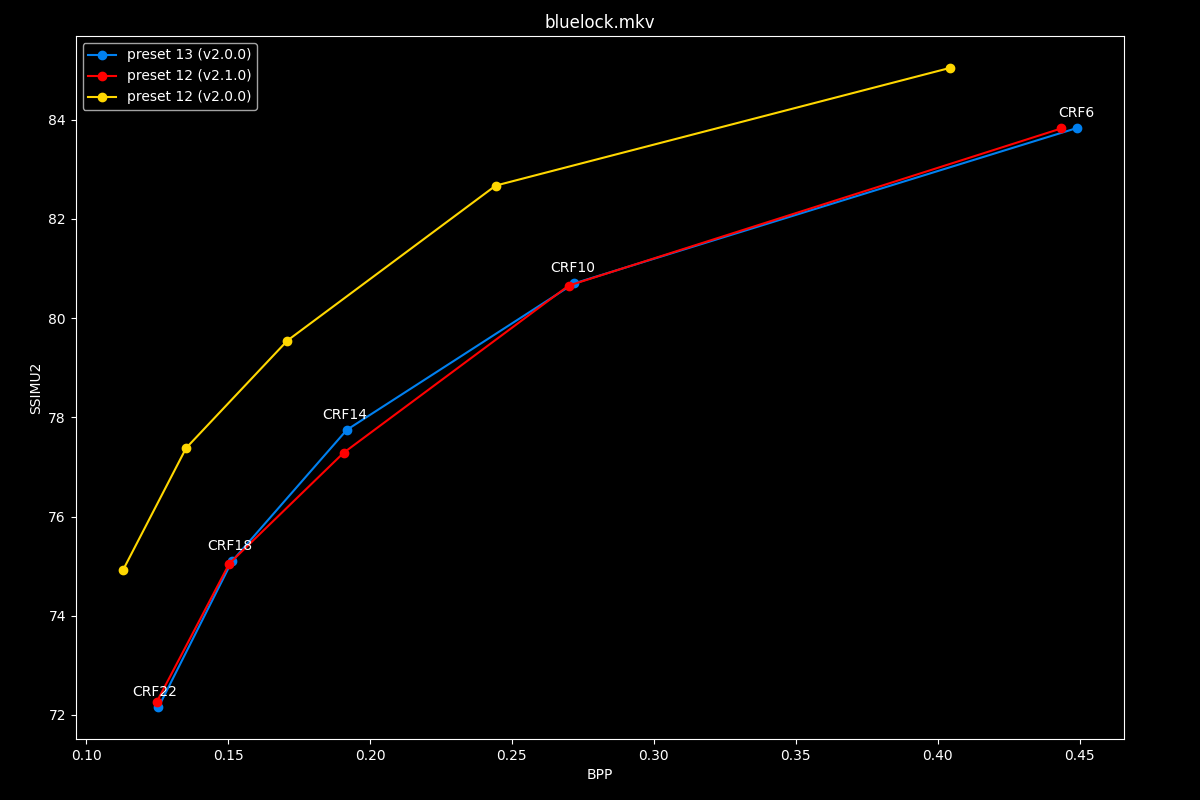 bluelock.mkv
preset 13 (v2.0.0)
preset 12 (v2.1.0)
preset 12 (v2.0.0)
CRF6
CRF10
CRF14
CRF18
CRF22
84
82
80
78
76
74
72
SSIMU2
0.10 0.15 0.20 0.25 0.30 0.35 0.40 0.45
BPP